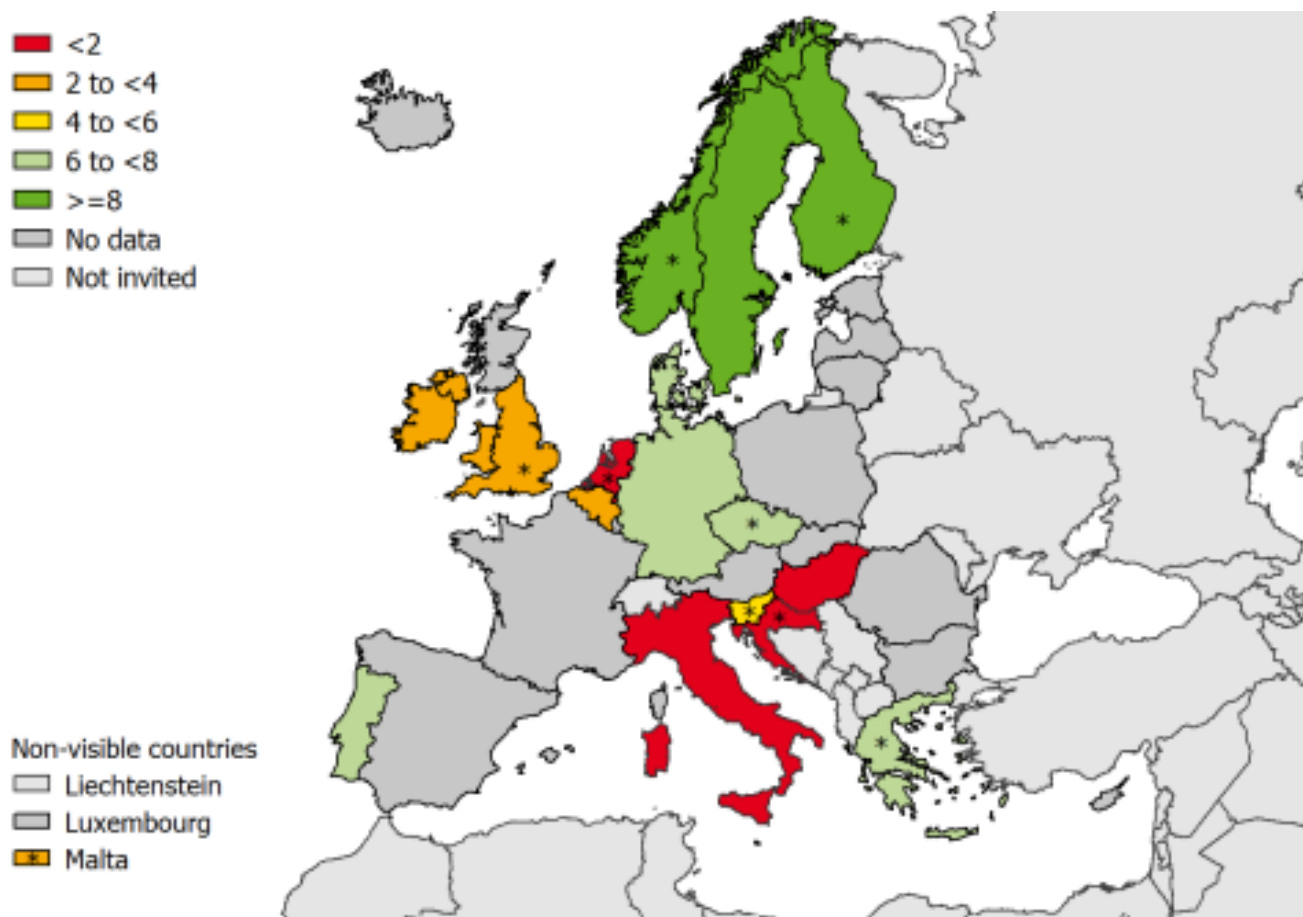 <2
2 to <4
4 to <6
6 to <8
>=8
No data
Not invited
Non-visible countries
Liechtenstein
Luxembourg
Malta